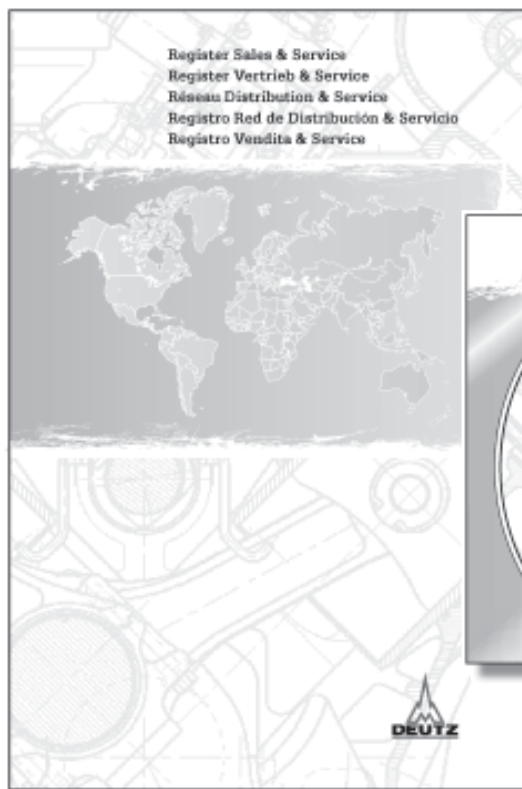 Register Sales & Service
Register Vertrieb & Service
Réseau Distribution & Service
Registro Red de Distribución & Servicio
Registro Vendita & Service
DEUTZ